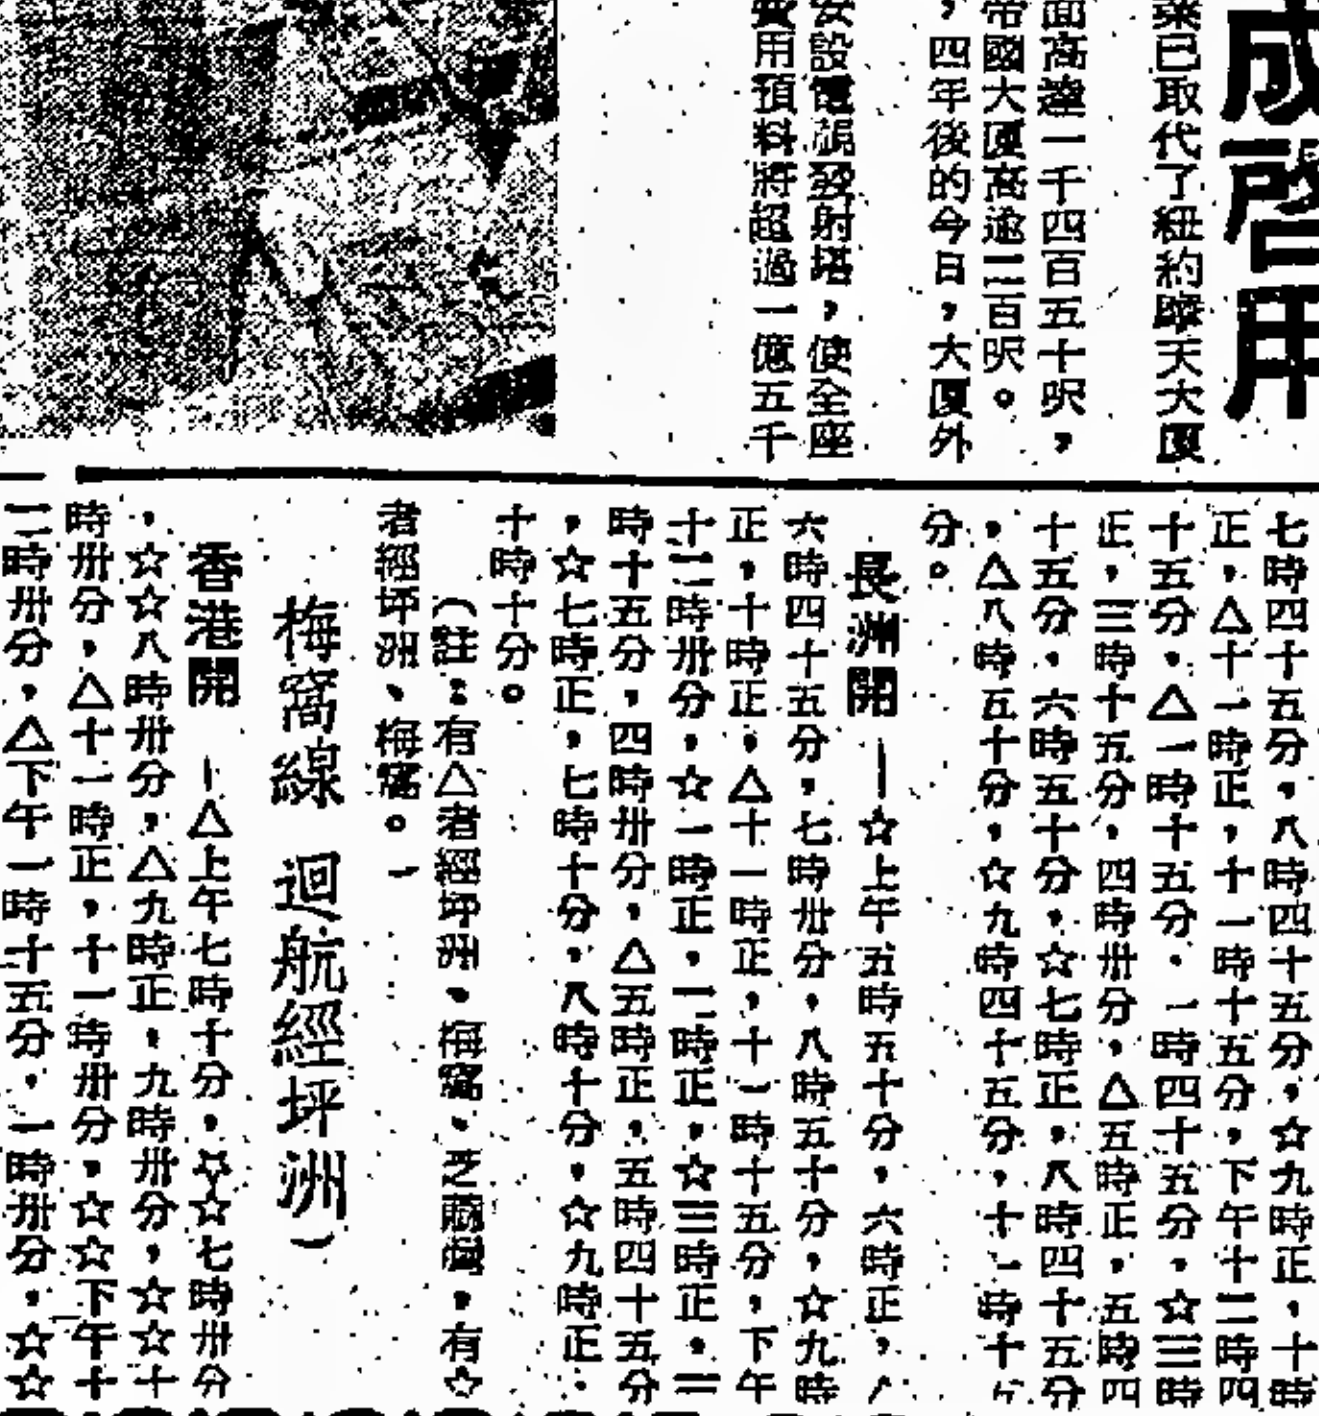 成啓用
業已取代了紐約摩天大厦
面高達一千四百五十呎，
帝國大厦高逾二百呎。
，四年後的今日，大厦外
安設電視發射塔，使全座
費用預料將超過一億五千
七時四十五分，八時四十五分，☆九時正，十時
正，△十一時正，十一時十五分，下午十二時四
十五分，△一時十五分，一時四十五分，☆三時
正，三時十五分，四時卅分，△五時正，五時四
十五分，六時五十分，☆七時正，八時四十五分
，△八時五十分，☆九時四十五分，十一時十
分。
長洲開—☆上午五時五十分，六時正，
六時四十五分，七時卅分，八時五十分，☆九時
正，十時正，△十一時正，十一時十五分，下午
十二時卅分，☆一時正，二時正，☆三時正，三
時十五分，四時卅分，△五時正，五時四十五分
，☆七時正，七時十分，八時十分，☆九時正，
十時十分。
（註：有△者經坪洲，梅窩，芝蔴灣，有☆
者經坪洲、梅窩。）
梅窩線 迴航經坪洲）
香港開—△上午七時十分，☆☆七時卅分
，☆☆八時卅分，△九時正，九時卅分，☆☆十
時卅分，△十一時正，十一時卅分，☆☆下午十
二時卅分，△下午一時十五分，一時卅分，☆☆